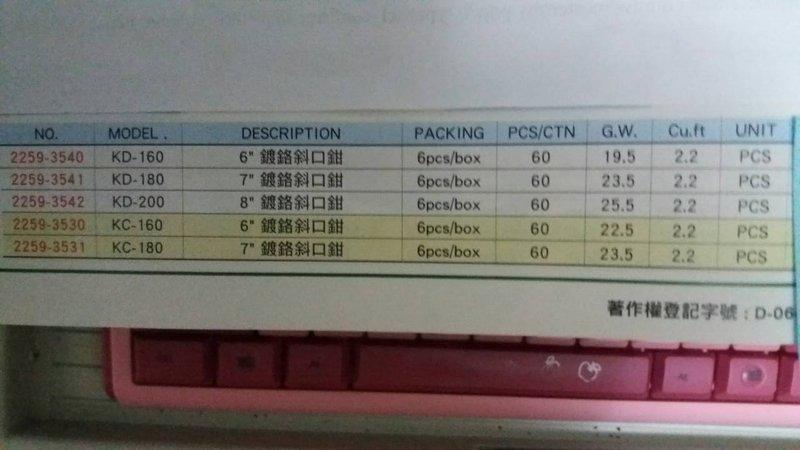 NO. MODEL. DESCRIPTION PACKING PCS/CTN G.W. Cu.ft UNIT
2259-3540 KD-160 6" 鍍鉻斜口鉗 6pcs/box 60 19.5 2.2 PCS
2259-3541 KD-180 7" 鍍鉻斜口鉗 6pcs/box 60 23.5 2.2 PCS
2259-3542 KD-200 8" 鍍鉻斜口鉗 6pcs/box 60 25.5 2.2 PCS
2259-3530 KC-160 6" 鍍鉻斜口鉗 6pcs/box 60 22.5 2.2 PCS
2259-3531 KC-180 7" 鍍鉻斜口鉗 6pcs/box 60 23.5 2.2 PCS
著作權登記字號：D-06